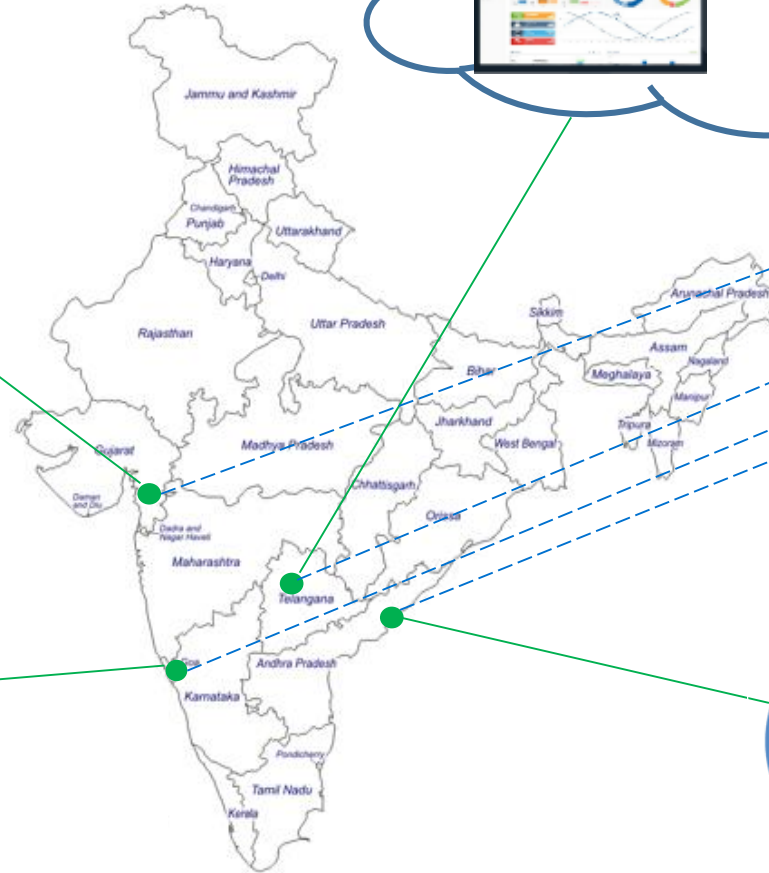 Jammu and Kashmir
Himachal
Pradesh
Chandigarh
Punjab
Uttarakhand
Haryana
Delhi
Arunachal Pradesh
Sikkim
Uttar Pradesh
Rajasthan
Assam
Nagaland
Bihar
Meghalaya
Manipur
Jharkhand
Tripura
West Bengal
Mizoram
Gujarat
Madhya Pradesh
Chhattisgarh
Daman
and Diu
Orissa
Dadra and
Nagar Haveli
Maharashtra
Telangana
Goa
Andhra Pradesh
Karnataka
Pondicherry
Tamil Nadu
Kerala